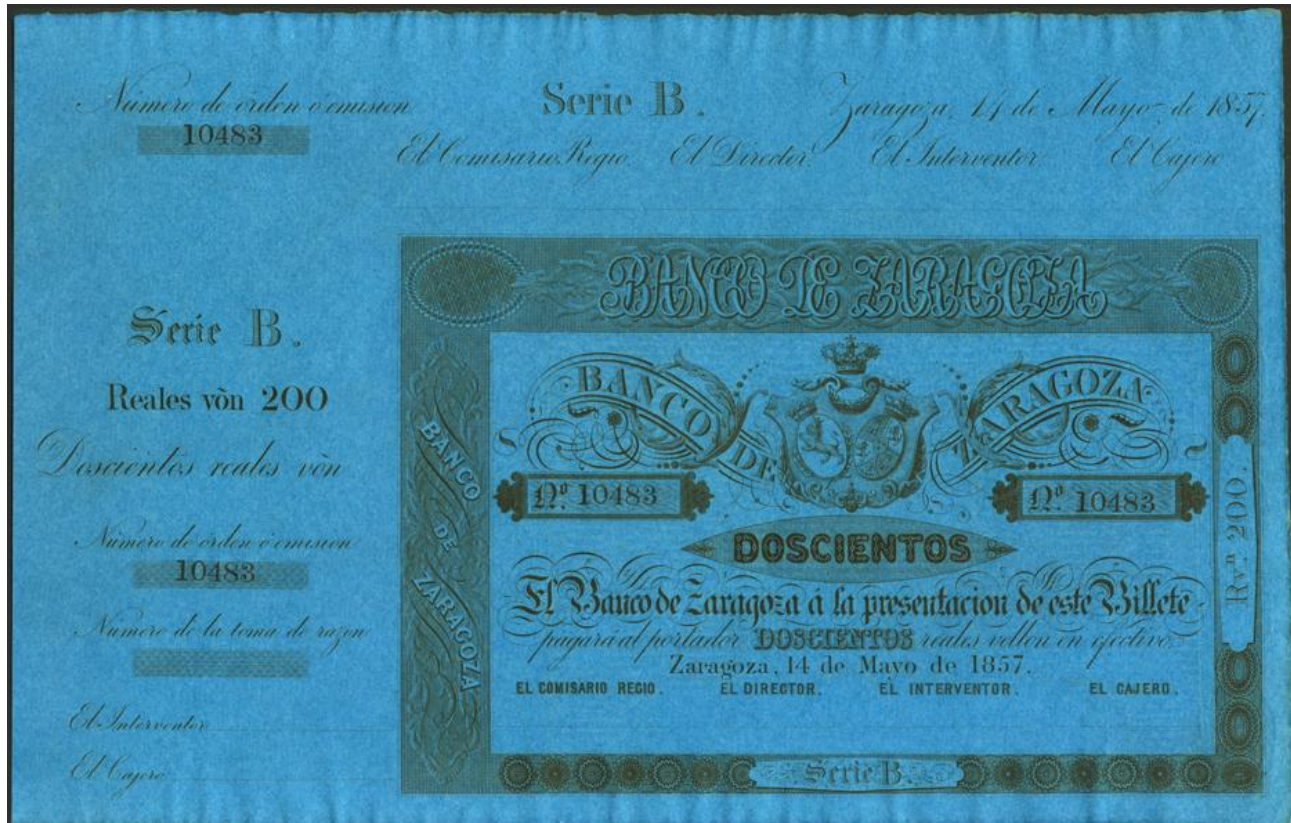 Número de órden ó emision
10483
Serie B.
Zaragoza, 14 de Mayo de 1857.
El Comisario Regio. El Director. El Interventor El Cajero
Serie B.
Reales vòn 200
Doscientos reales vòn
Número de órden ó emision
10483
Número de la toma de razon
El Interventor
El Cajero
BANCO DE ZARAGOZA
BANCO DE ZARAGOZA
BANCO DE ZARAGOZA
Nº. 10483
Nº. 10483
DOSCIENTOS
El Banco de Zaragoza á la presentacion de este Billete
pagará al portador DOSCIENTOS reales vellon en efectivo.
Zaragoza, 14 de Mayo de 1857.
EL COMISARIO REGIO. EL DIRECTOR. EL INTERVENTOR. EL CAJERO.
Rv.ⁿ 200.
Serie B.